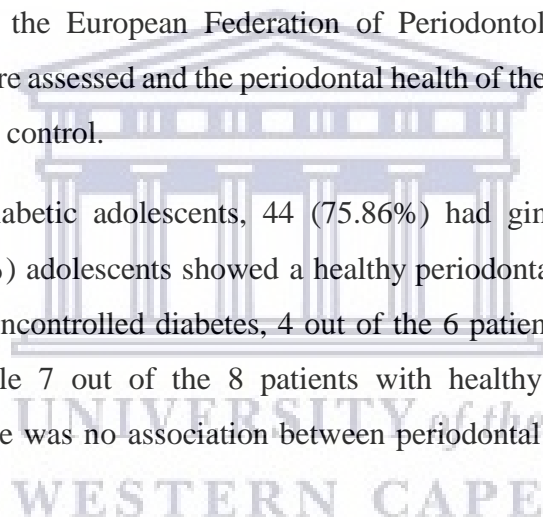 the European Federation of Periodontol
re assessed and the periodontal health of the
control.
iabetic adolescents, 44 (75.86%) had gin
%) adolescents showed a healthy periodonta
ncontrolled diabetes, 4 out of the 6 patien
le 7 out of the 8 patients with healthy
UNIVERSITY of the
e was no association between periodontal
WESTERN CAPE